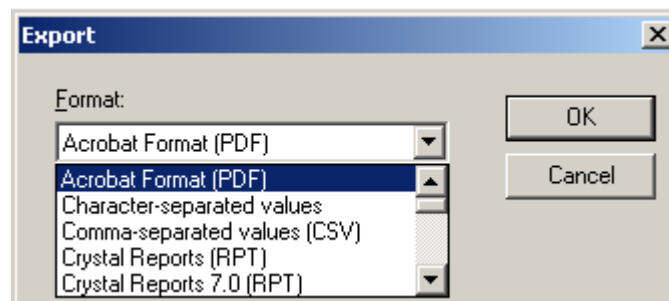 Export
Format:
OK
Acrobat Format (PDF)
Acrobat Format (PDF)
Cancel
Character-separated values
Comma-separated values (CSV)
Crystal Reports (RPT)
Crystal Reports 7.0 (RPT)